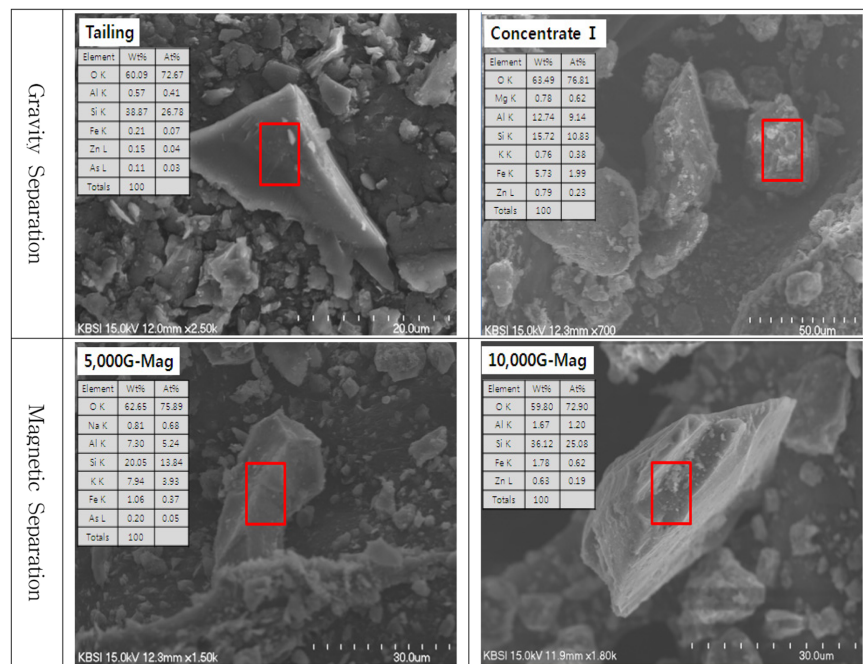 Gravity Separation
Tailing
Element Wt% At%
O K 60.09 72.67
Al K 0.57 0.41
Si K 38.87 26.78
Fe K 0.21 0.07
Zn L 0.15 0.04
As L 0.11 0.03
Totals 100
KBSI 15.0kV 12.0mm x2.50k
20.0um
Concentrate I
Element Wt% At%
O K 63.49 76.81
Mg K 0.78 0.62
Al K 12.74 9.14
Si K 15.72 10.83
K K 0.76 0.38
Fe K 5.73 1.99
Zn L 0.79 0.23
Totals 100
KBSI 15.0kV 12.3mm x700
50.0um
Magnetic Separation
5,000G-Mag
Element Wt% At%
O K 62.65 75.89
Na K 0.81 0.68
Al K 7.30 5.24
Si K 20.05 13.84
K K 7.94 3.93
Fe K 1.06 0.37
As L 0.20 0.05
Totals 100
KBSI 15.0kV 12.3mm x1.50k
30.0um
10,000G-Mag
Element Wt% At%
O K 59.80 72.90
Al K 1.67 1.20
Si K 36.12 25.08
Fe K 1.78 0.62
Zn L 0.63 0.19
Totals 100
KBSI 15.0kV 11.9mm x1.80k
30.0um